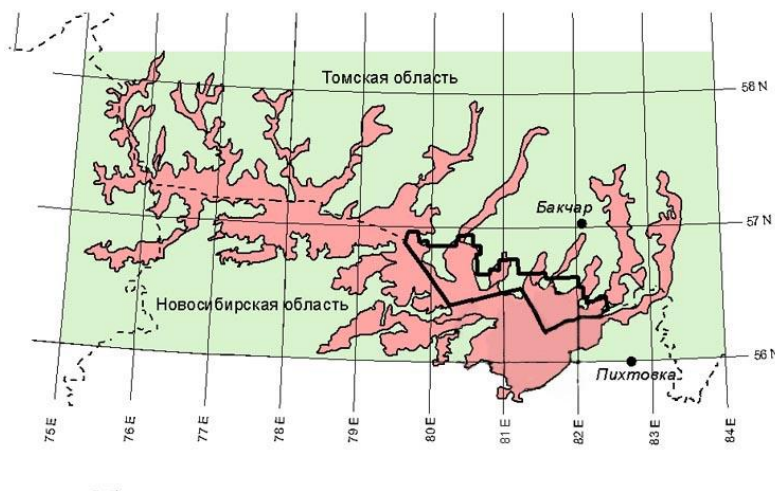 Томская область
58 N
Бакчар
57 N
Новосибирская область
56 N
Пихтовка
75 E
76 E
77 E
78 E
79 E
80 E
81 E
82 E
83 E
84 E